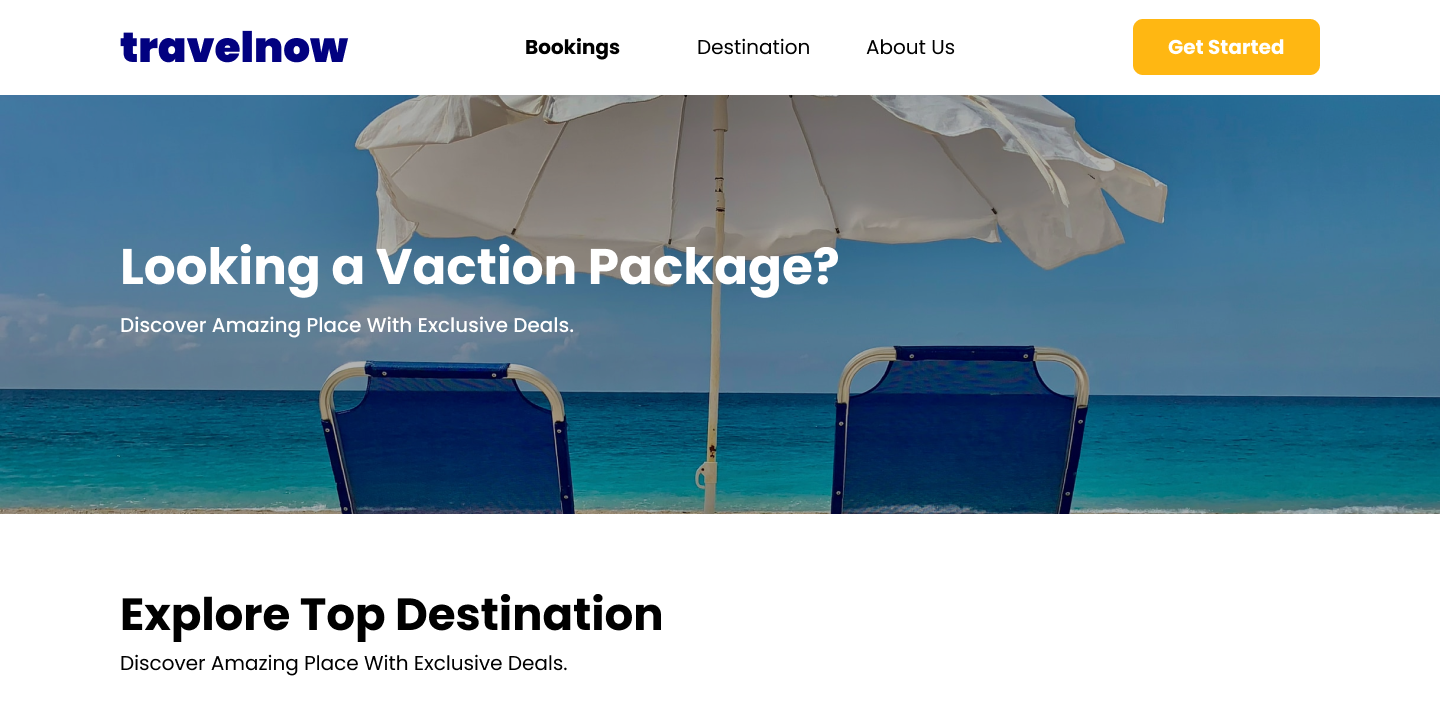 travelnow
Bookings
Destination
About Us
Get Started
Looking a Vaction Package?
Discover Amazing Place With Exclusive Deals.
Explore Top Destination
Discover Amazing Place With Exclusive Deals.